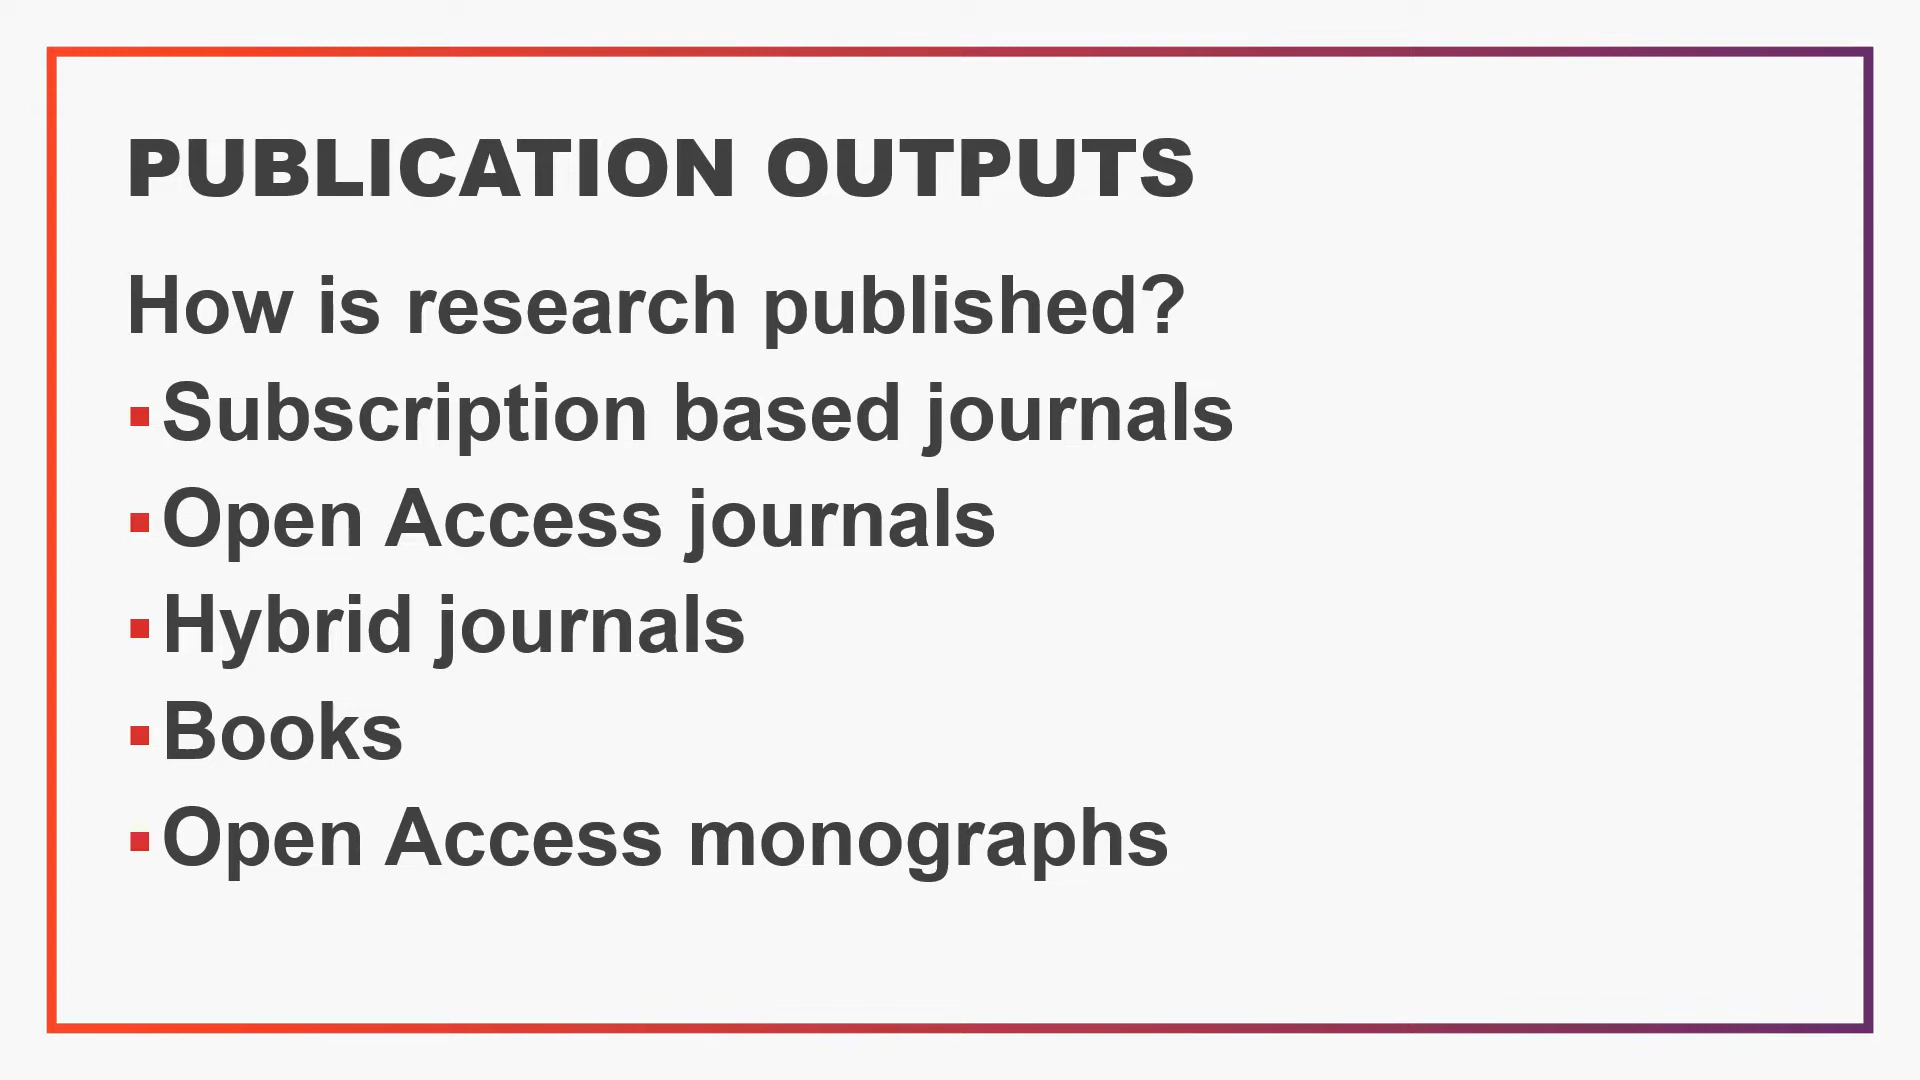 PUBLICATION OUTPUTS
How is research published?
▪Subscription based journals
▪Open Access journals
▪Hybrid journals
▪Books
▪Open Access monographs